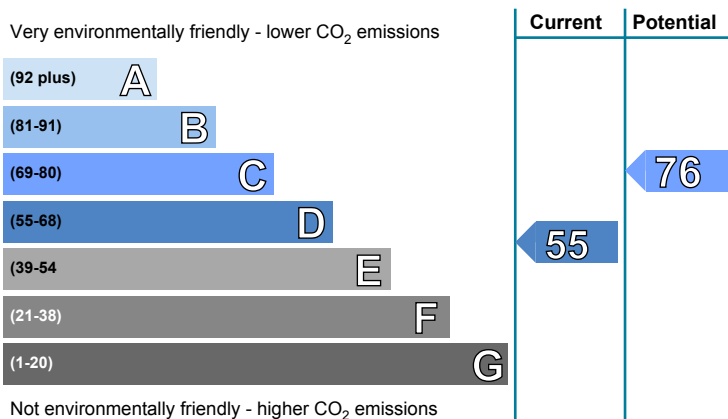 Current Potential
Very environmentally friendly - lower CO2 emissions
(92 plus) A
(81-91) B
(69-80) C
76
(55-68) D
55
(39-54 E
(21-38) F
(1-20) G
Not environmentally friendly - higher CO2 emissions